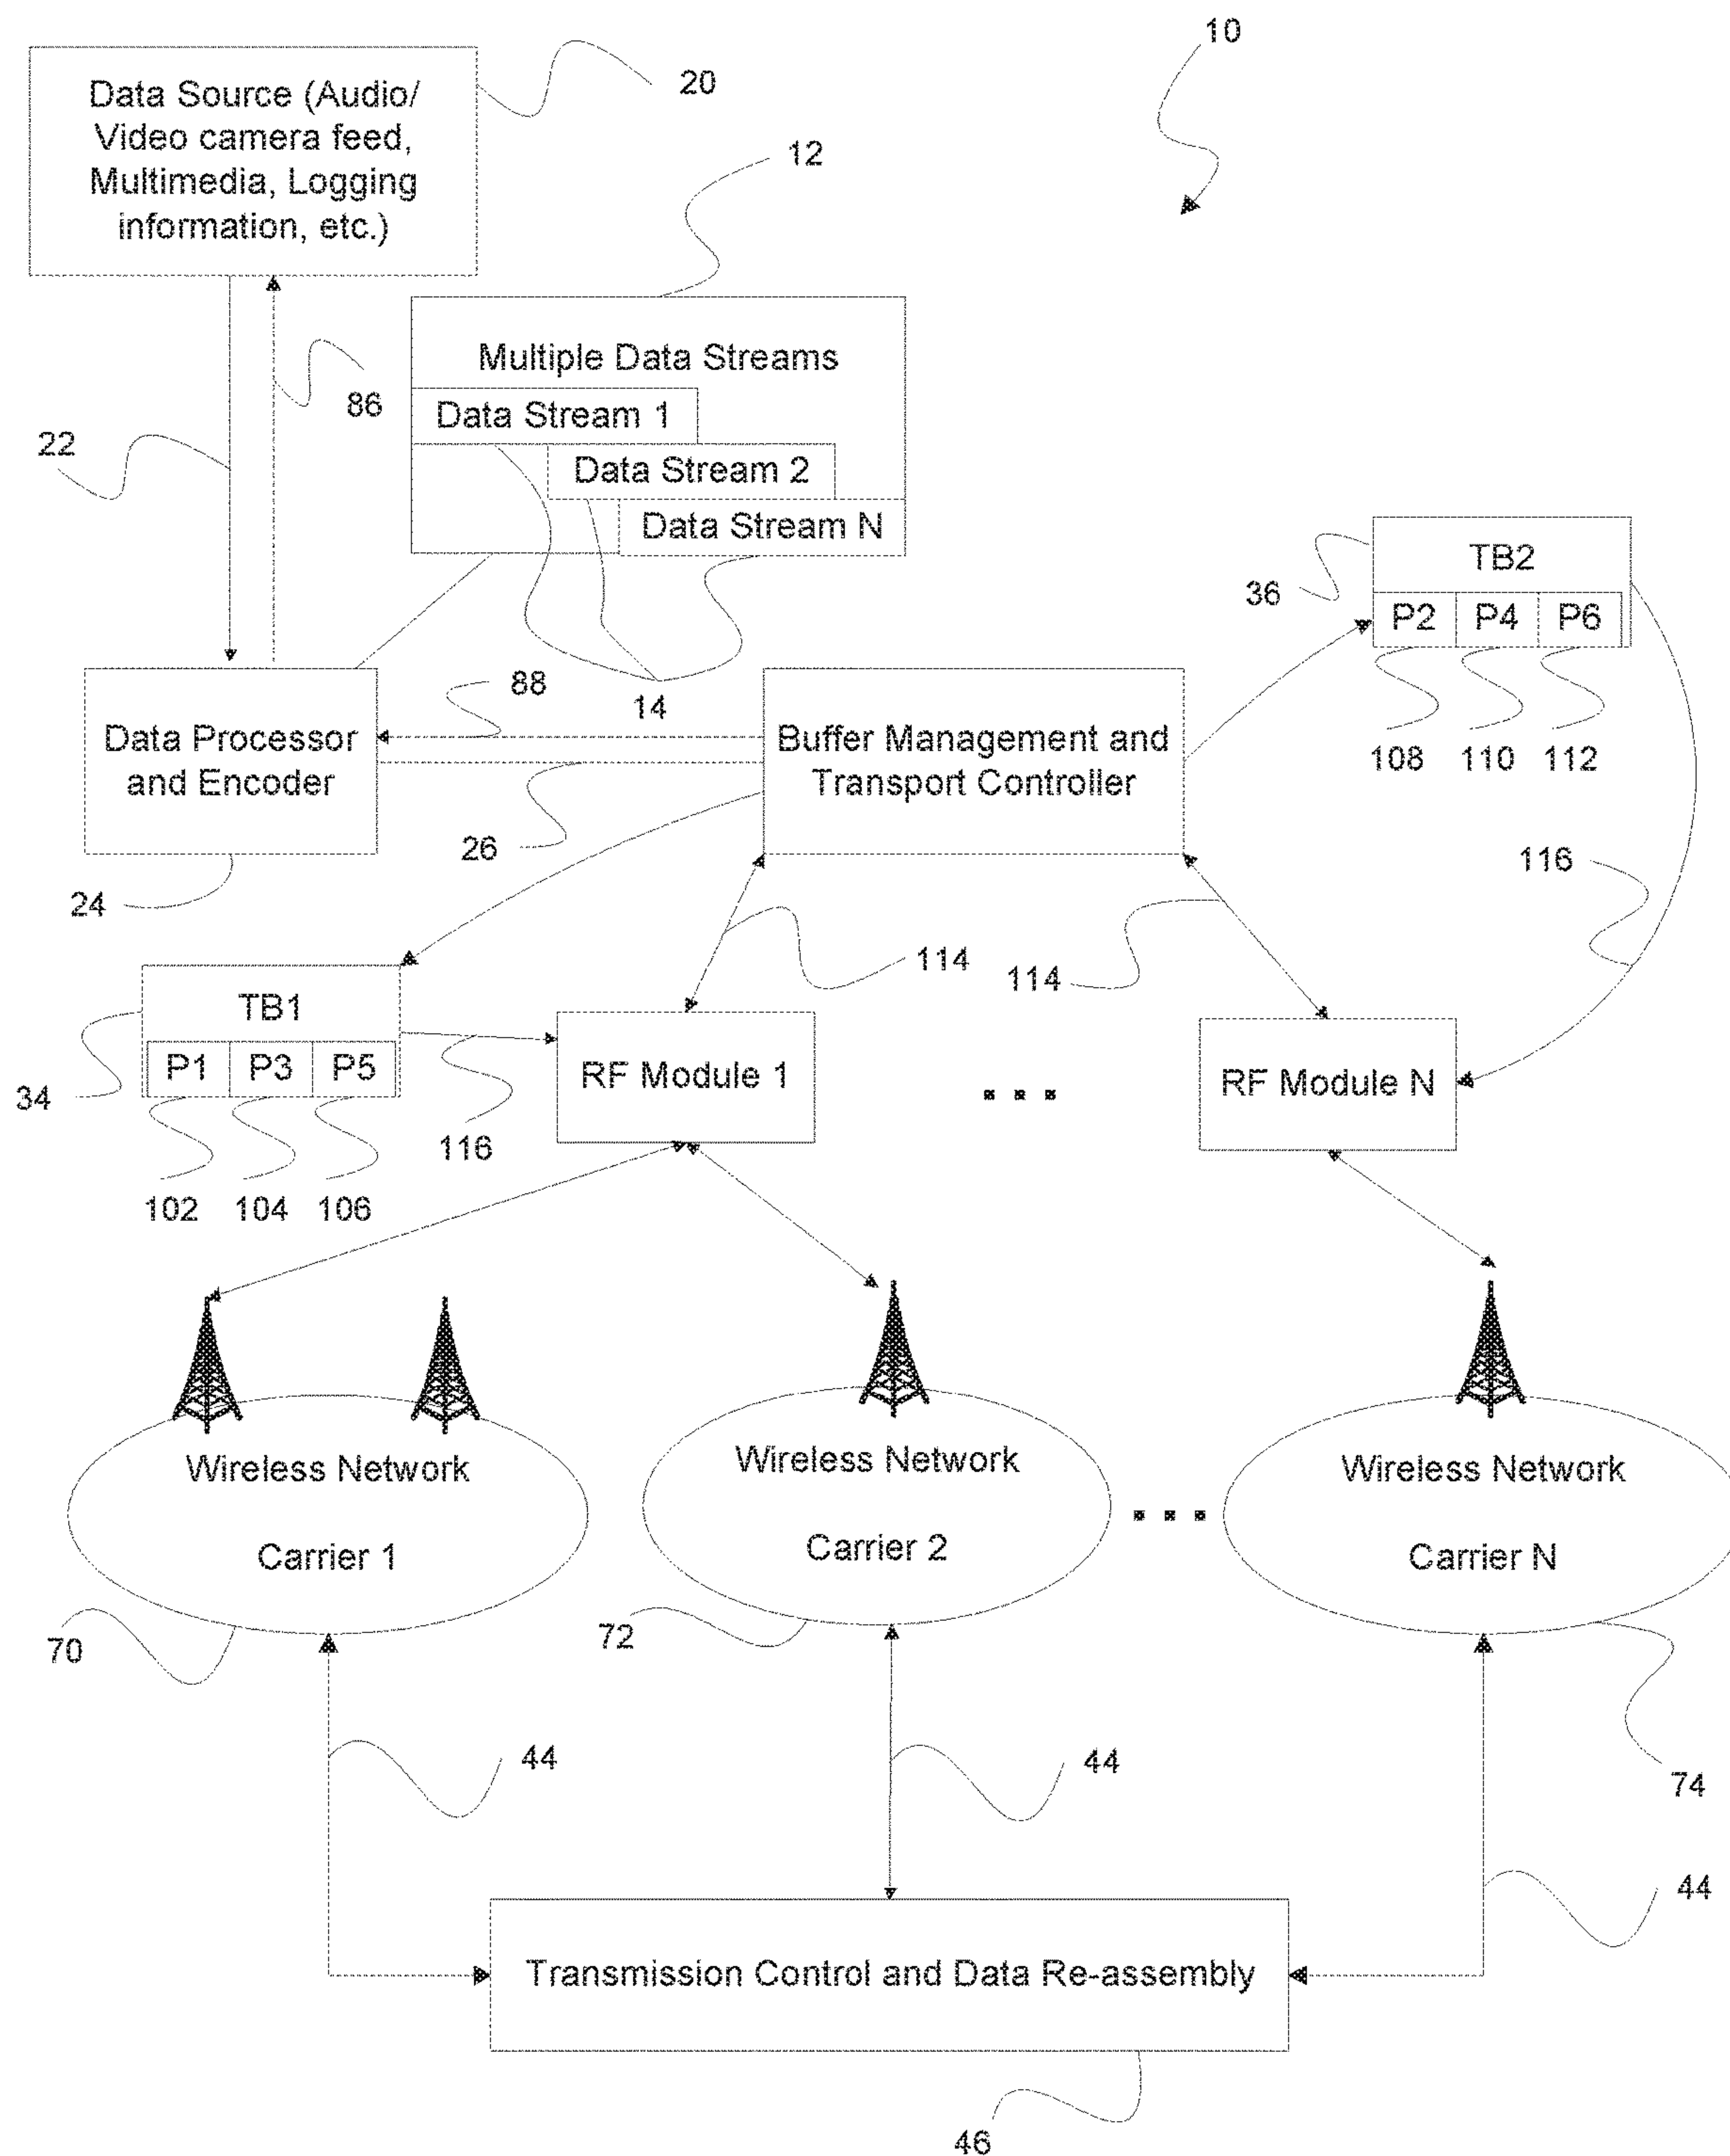 10
Data Source (Audio/
Video camera feed,
Multimedia, Logging
information, etc.)
20
12
Multiple Data Streams
Data Stream 1
Data Stream 2
Data Stream N
86
22
14
88
TB2
P2 P4 P6
36
108 110 112
Data Processor
and Encoder
Buffer Management and
Transport Controller
26
24
116
114
114
TB1
P1 P3 P5
34
102 104 106
116
RF Module 1
...
RF Module N
Wireless Network
Carrier 1
Wireless Network
Carrier 2
...
Wireless Network
Carrier N
70
72
74
44
44
44
Transmission Control and Data Re-assembly
46